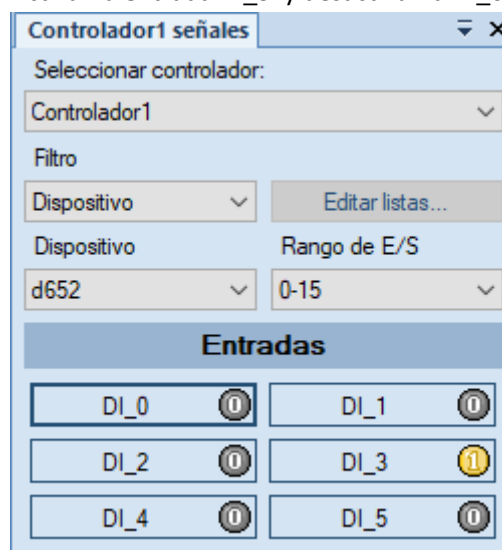 Controlador1 señales
Seleccionar controlador:
Controlador1
Filtro
Dispositivo Editar listas...
Dispositivo Rango de E/S
d652 0-15
Entradas
DI_0 0 DI_1 0
DI_2 0 DI_3 1
DI_4 0 DI_5 0